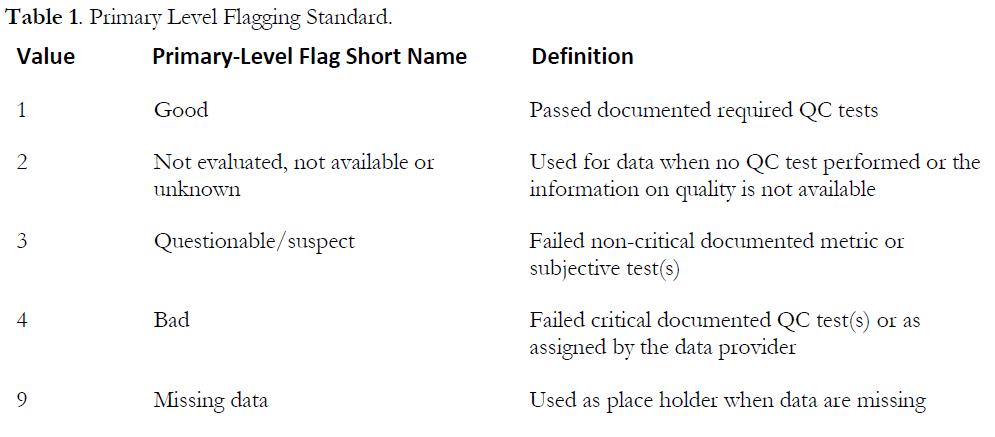 Table 1. Primary Level Flagging Standard.
Value Primary-Level Flag Short Name Definition
1 Good Passed documented required QC tests
2 Not evaluated, not available or Used for data when no QC test performed or the
unknown information on quality is not available
3 Questionable/suspect Failed non-critical documented metric or
subjective test(s)
4 Bad Failed critical documented QC test(s) or as
assigned by the data provider
9 Missing data Used as place holder when data are missing